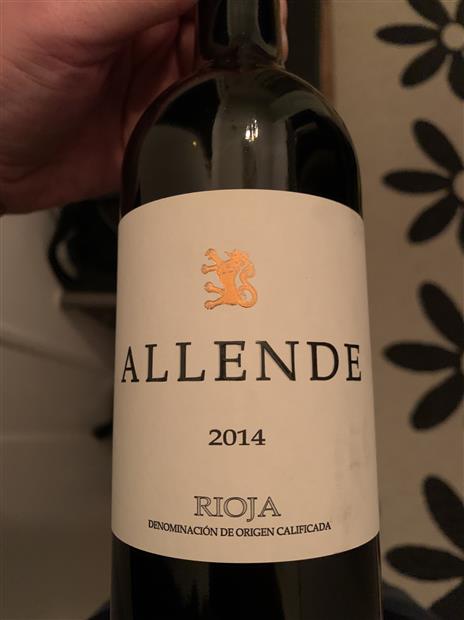 ALLENDE
2014
RIOJA
DENOMINACIÓN DE ORIGEN CALIFICADA